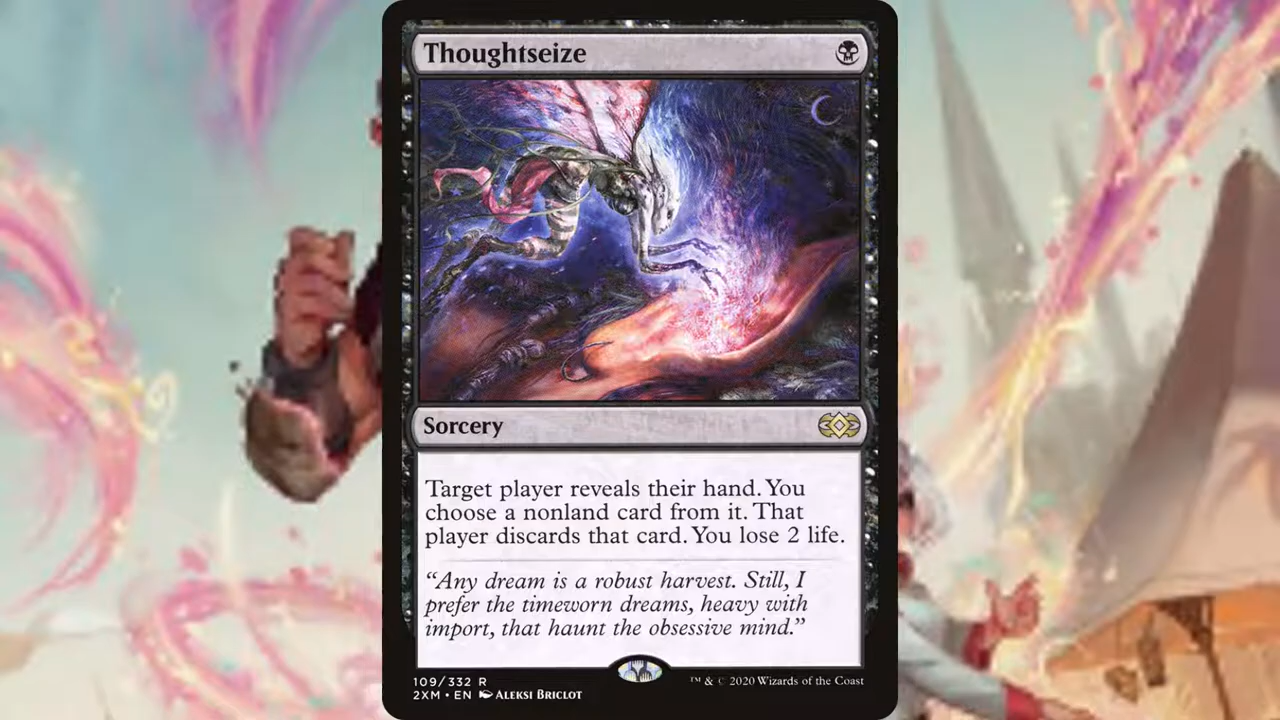 Thoughtseize
Sorcery
Target player reveals their hand. You
choose a nonland card from it. That
player discards that card. You lose 2 life.
“Any dream is a robust harvest. Still, I
prefer the timeworn dreams, heavy with
import, that haunt the obsessive mind.”
109/332 R
2XM • EN ALEKSI BRICLOT
™ & © 2020 Wizards of the Coast